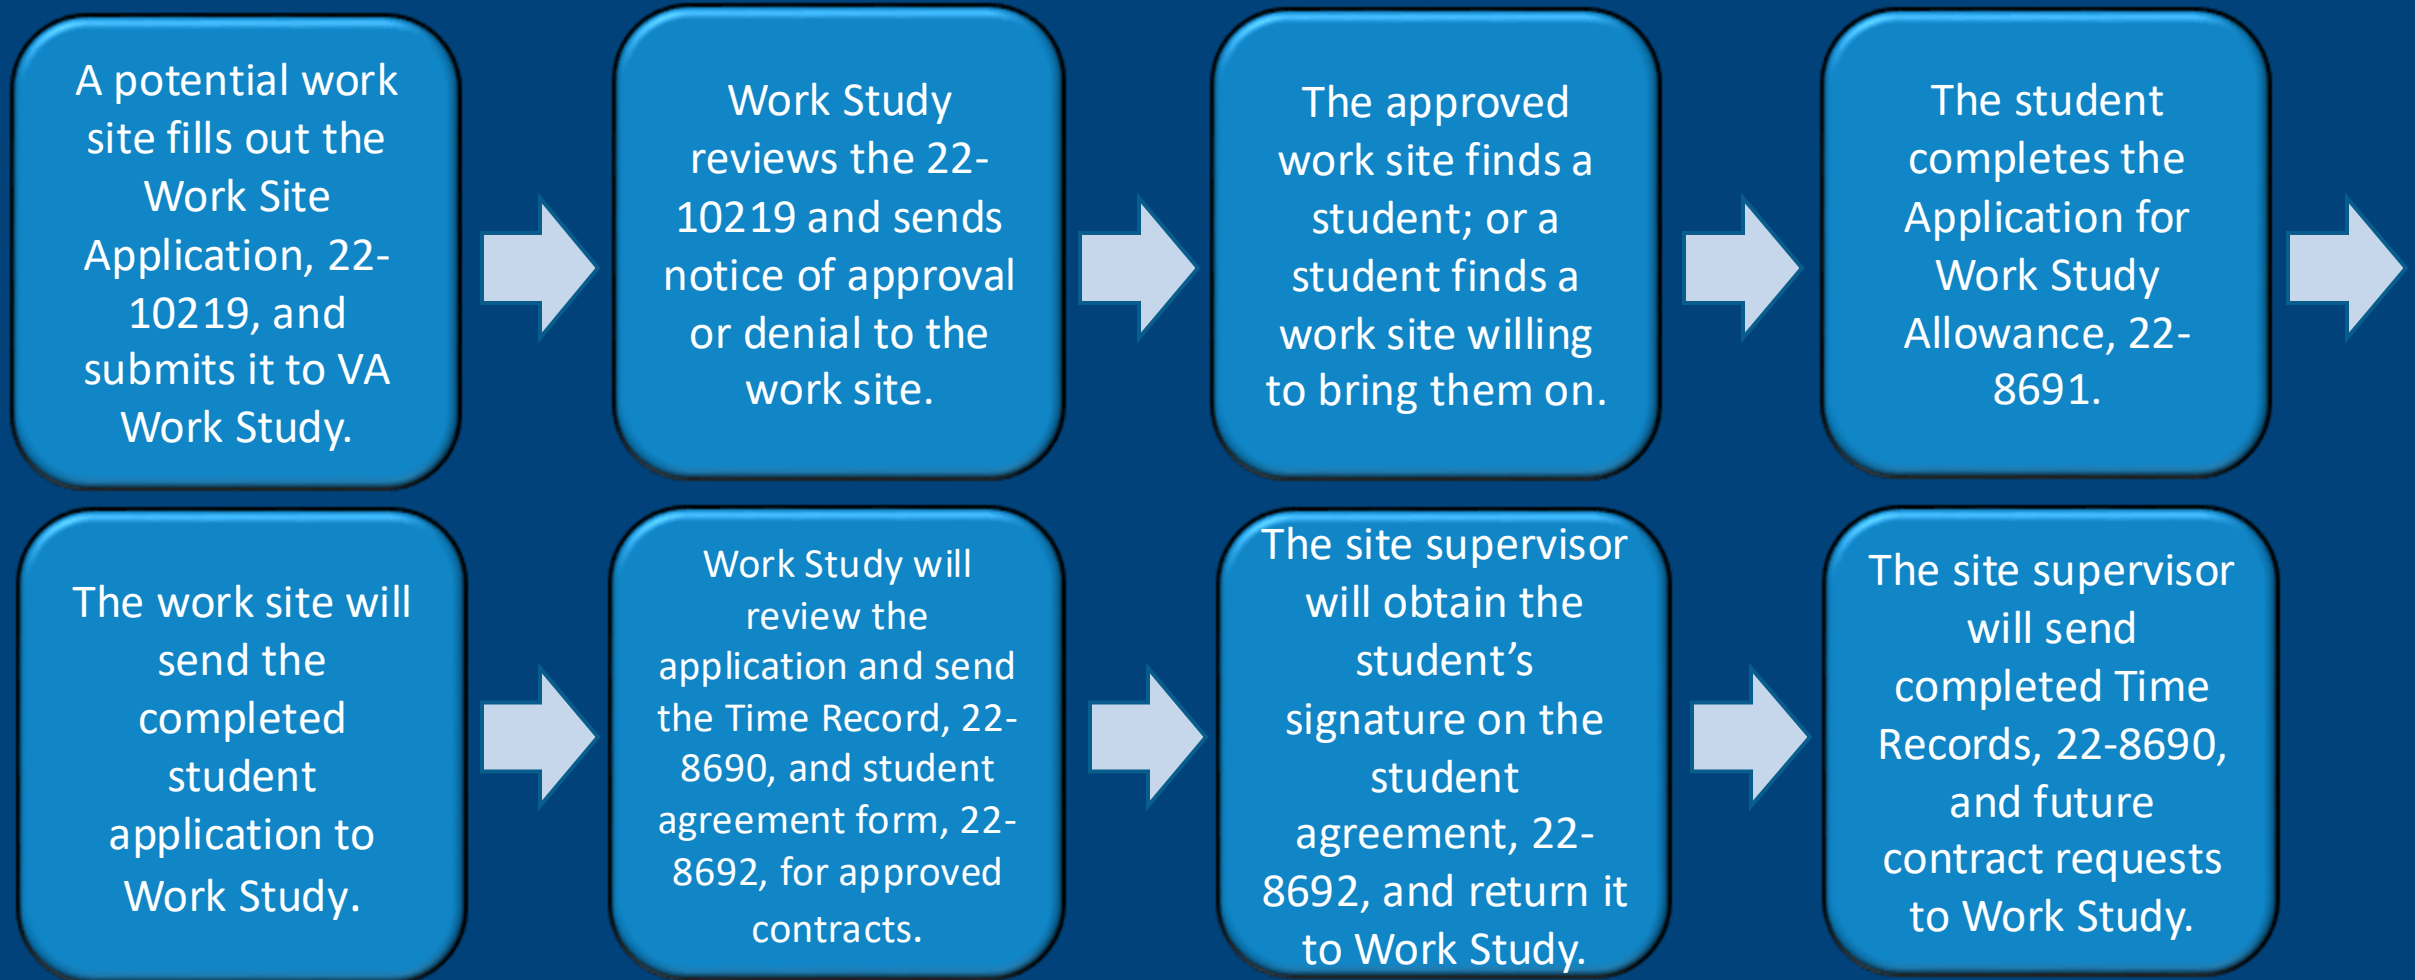 A potential work
site fills out the
Work Site
Application, 22-
10219, and
submits it to VA
Work Study.
Work Study
reviews the 22-
10219 and sends
notice of approval
or denial to the
work site.
The approved
work site finds a
student; or a
student finds a
work site willing
to bring them on.
The student
completes the
Application for
Work Study
Allowance, 22-
8691.
The work site will
send the
completed
student
application to
Work Study.
Work Study will
review the
application and send
the Time Record, 22-
8690, and student
agreement form, 22-
8692, for approved
contracts.
The site supervisor
will obtain the
student’s
signature on the
student
agreement, 22-
8692, and return it
to Work Study.
The site supervisor
will send
completed Time
Records, 22-8690,
and future
contract requests
to Work Study.